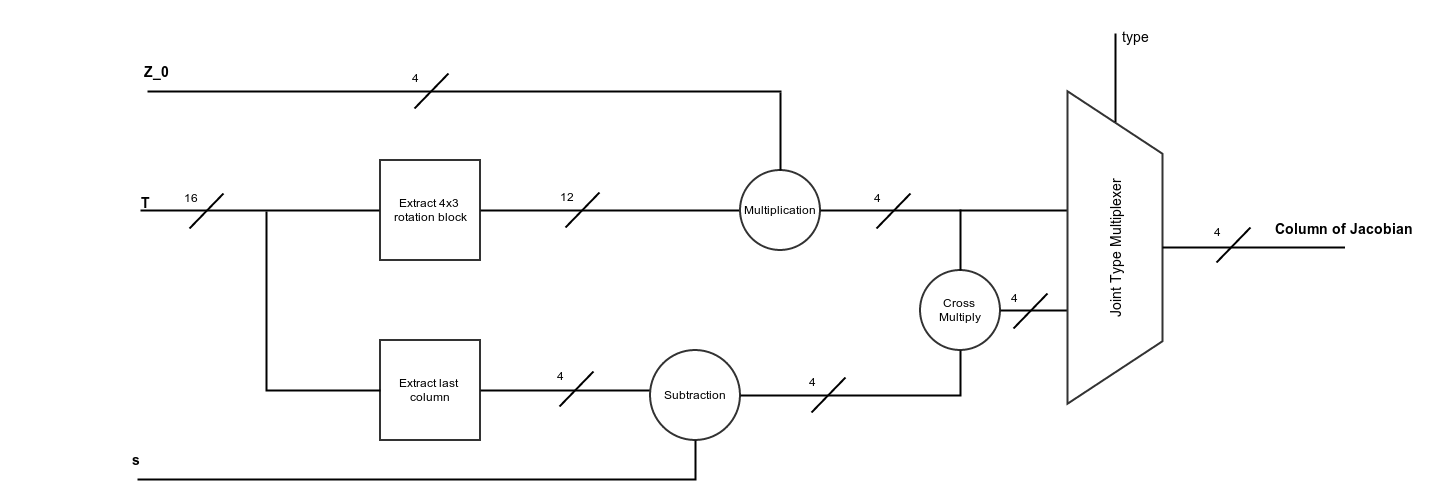 type
Z_0
4
T
16
Extract 4x3
rotation block
12
Multiplication
4
Joint Type Multiplexer
4
Column of Jacobian
Cross
Multiply
4
Extract last
column
4
Subtraction
4
s